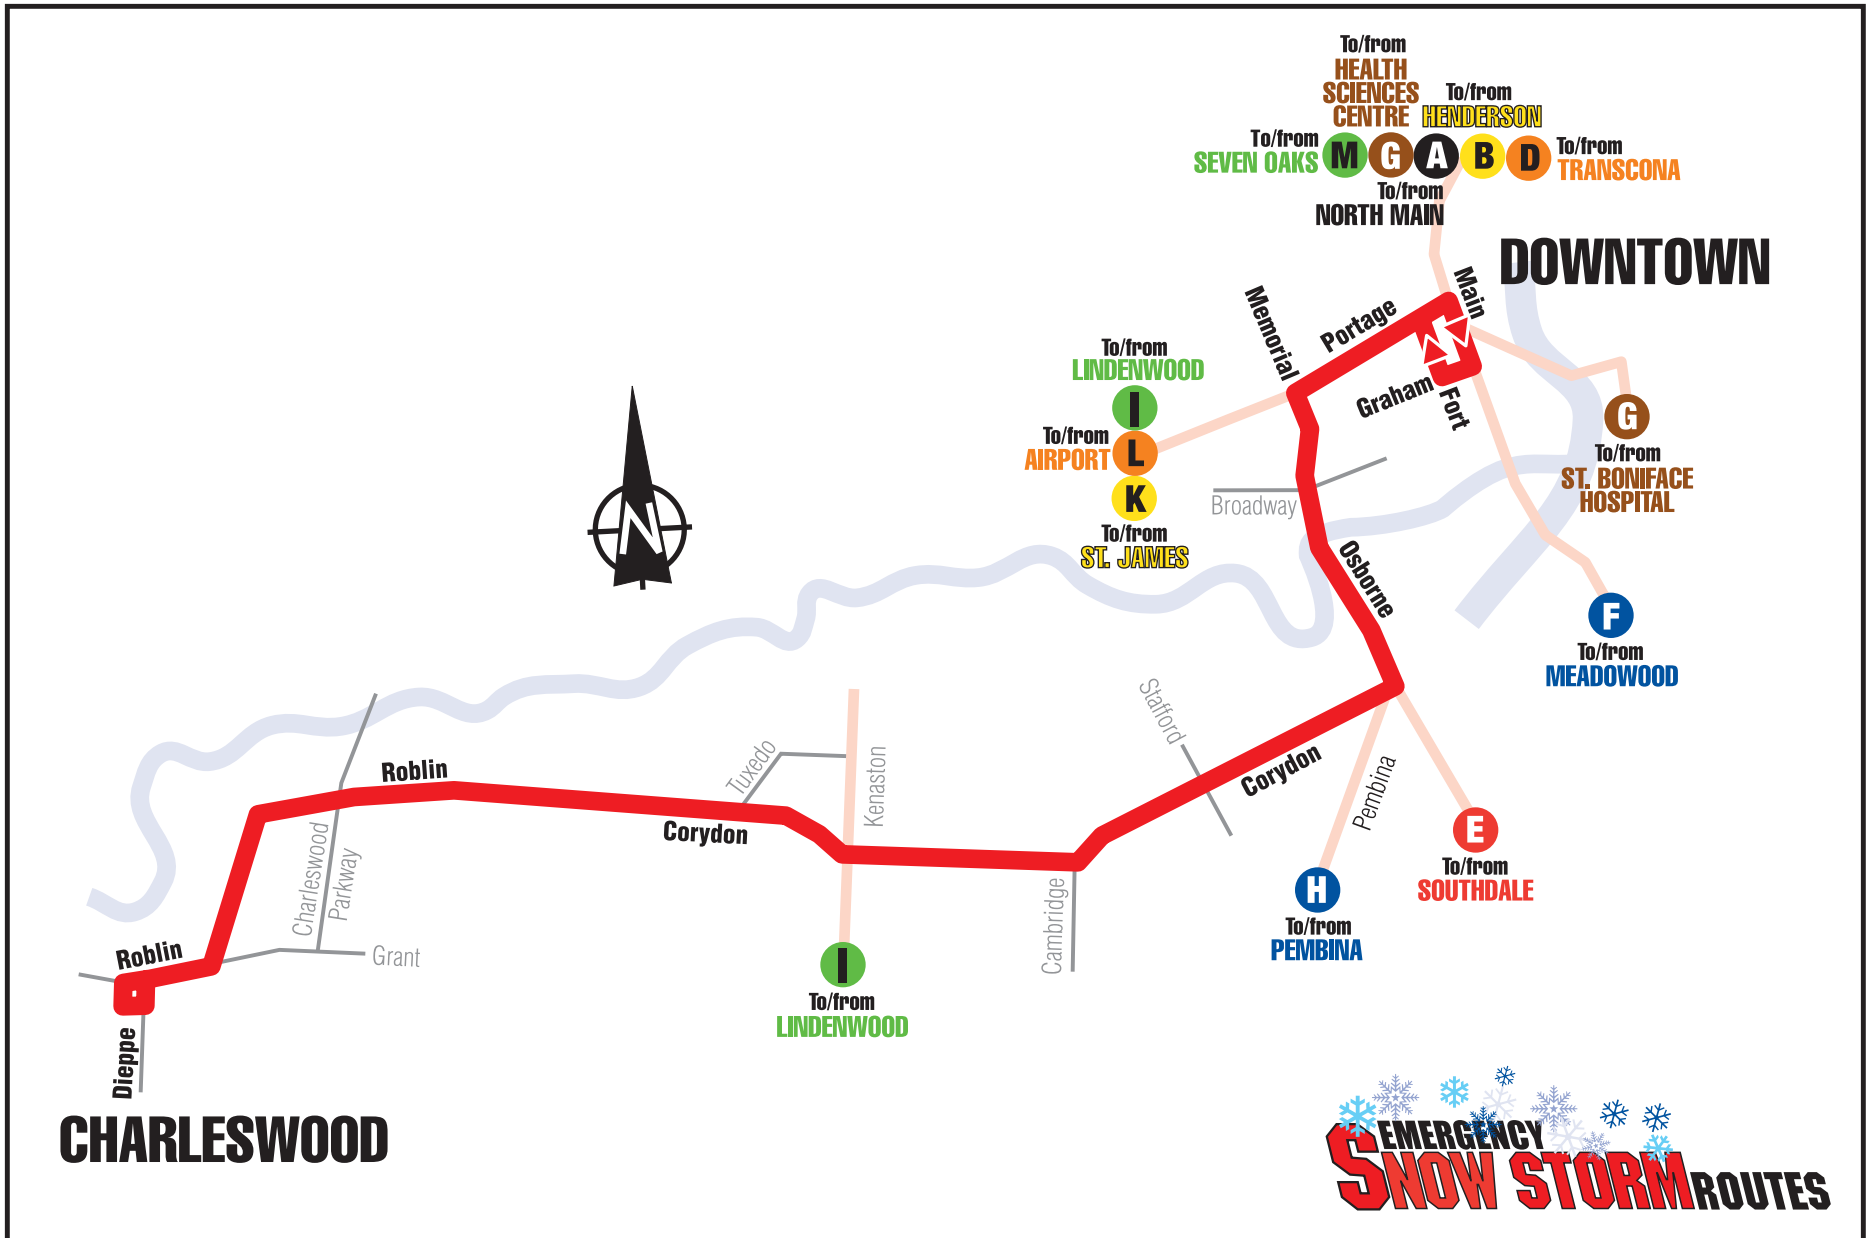 To/from
HEALTH
SCIENCES
CENTRE
To/from
HENDERSON
To/from
SEVEN OAKS
M G A B D
To/from
TRANSCONA
To/from
NORTH MAIN
DOWNTOWN
Main
Portage
Memorial
Graham
Fort
To/from
LINDENWOOD
I
To/from
AIRPORT
L
K
To/from
ST. JAMES
G
To/from
ST. BONIFACE
HOSPITAL
Broadway
N
Osborne
F
To/from
MEADOWOOD
Stafford
Roblin
Tuxedo
Kenaston
Corydon
Corydon
Pembina
Charleswood
Parkway
E
To/from
SOUTHDALE
H
To/from
PEMBINA
Cambridge
Roblin
Grant
I
To/from
LINDENWOOD
Dieppe
CHARLESWOOD
EMERGENCY
SNOW STORM ROUTES